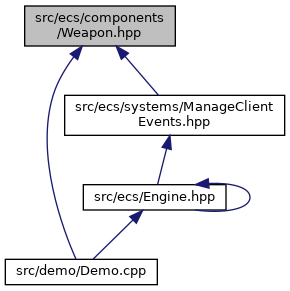 src/ecs/components
/Weapon.hpp
src/ecs/systems/ManageClient
Events.hpp
src/ecs/Engine.hpp
src/demo/Demo.cpp